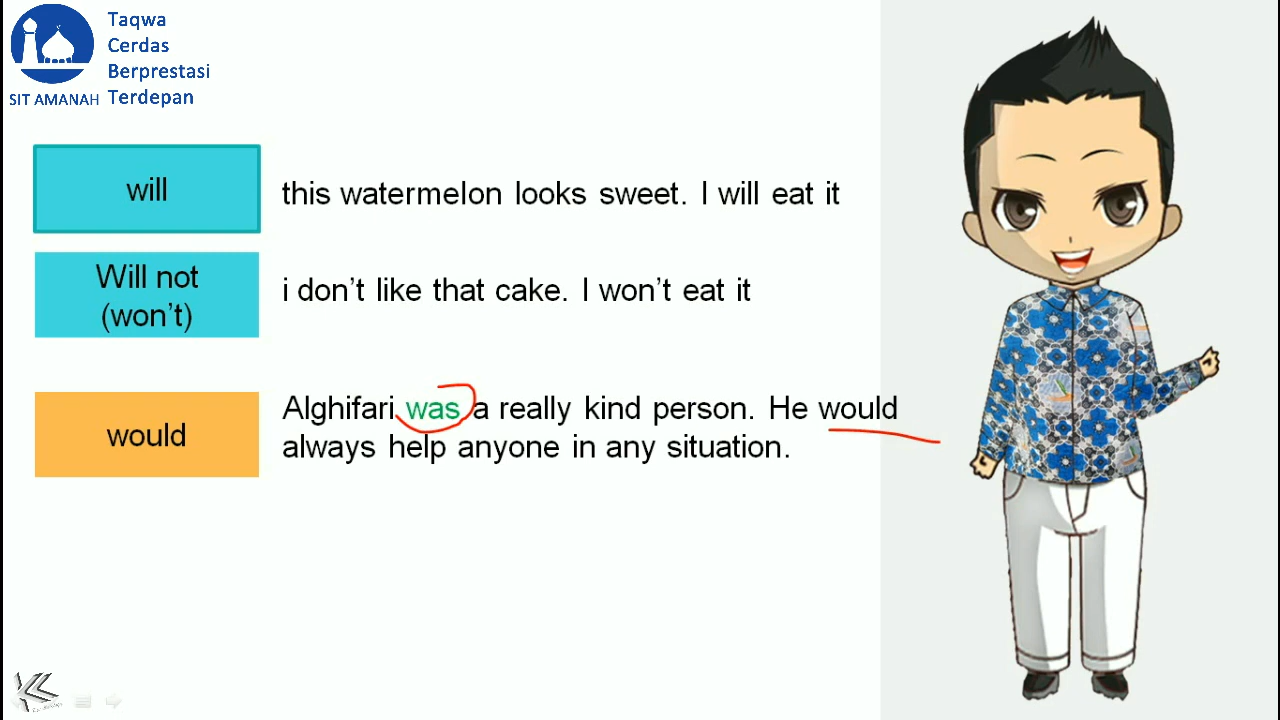 Taqwa
Cerdas
Berprestasi
SIT AMANAH Terdepan
will
this watermelon looks sweet. I will eat it
Will not
(won't)
i don't like that cake. I won't eat it
would
Alghifari was a really kind person. He would
always help anyone in any situation.